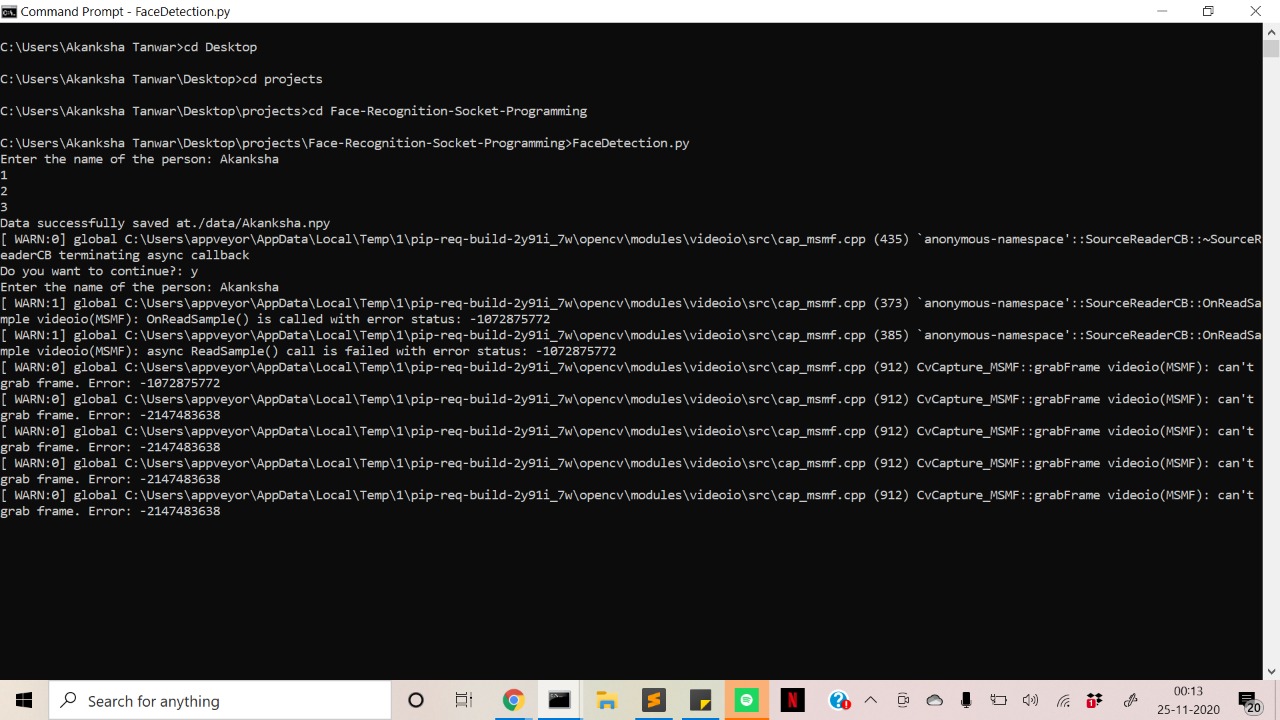 Command Prompt - FaceDetection.py
C:\Users\Akanksha Tanwar>cd Desktop
C:\Users\Akanksha Tanwar\Desktop>cd projects
C:\Users\Akanksha Tanwar\Desktop\projects>cd Face-Recognition-Socket-Programming
C:\Users\Akanksha Tanwar\Desktop\projects\Face-Recognition-Socket-Programming>FaceDetection.py
Enter the name of the person: Akanksha
1
2
3
Data successfully saved at./data/Akanksha.npy
[ WARN:0] global C:\Users\appveyor\AppData\Local\Temp\1\pip-req-build-2y91i_7w\opencv\modules\videoio\src\cap_msmf.cpp (435) `anonymous-namespace'::SourceReaderCB::~SourceR
eaderCB terminating async callback
Do you want to continue?: y
Enter the name of the person: Akanksha
[ WARN:1] global C:\Users\appveyor\AppData\Local\Temp\1\pip-req-build-2y91i_7w\opencv\modules\videoio\src\cap_msmf.cpp (373) `anonymous-namespace'::SourceReaderCB::OnReadSa
mple videoio(MSMF): OnReadSample() is called with error status: -1072875772
[ WARN:1] global C:\Users\appveyor\AppData\Local\Temp\1\pip-req-build-2y91i_7w\opencv\modules\videoio\src\cap_msmf.cpp (385) `anonymous-namespace'::SourceReaderCB::OnReadSa
mple videoio(MSMF): async ReadSample() call is failed with error status: -1072875772
[ WARN:0] global C:\Users\appveyor\AppData\Local\Temp\1\pip-req-build-2y91i_7w\opencv\modules\videoio\src\cap_msmf.cpp (912) CvCapture_MSMF::grabFrame videoio(MSMF): can't
grab frame. Error: -1072875772
[ WARN:0] global C:\Users\appveyor\AppData\Local\Temp\1\pip-req-build-2y91i_7w\opencv\modules\videoio\src\cap_msmf.cpp (912) CvCapture_MSMF::grabFrame videoio(MSMF): can't
grab frame. Error: -2147483638
[ WARN:0] global C:\Users\appveyor\AppData\Local\Temp\1\pip-req-build-2y91i_7w\opencv\modules\videoio\src\cap_msmf.cpp (912) CvCapture_MSMF::grabFrame videoio(MSMF): can't
grab frame. Error: -2147483638
[ WARN:0] global C:\Users\appveyor\AppData\Local\Temp\1\pip-req-build-2y91i_7w\opencv\modules\videoio\src\cap_msmf.cpp (912) CvCapture_MSMF::grabFrame videoio(MSMF): can't
grab frame. Error: -2147483638
[ WARN:0] global C:\Users\appveyor\AppData\Local\Temp\1\pip-req-build-2y91i_7w\opencv\modules\videoio\src\cap_msmf.cpp (912) CvCapture_MSMF::grabFrame videoio(MSMF): can't
grab frame. Error: -2147483638
Search for anything
00:13
25-11-2020
20